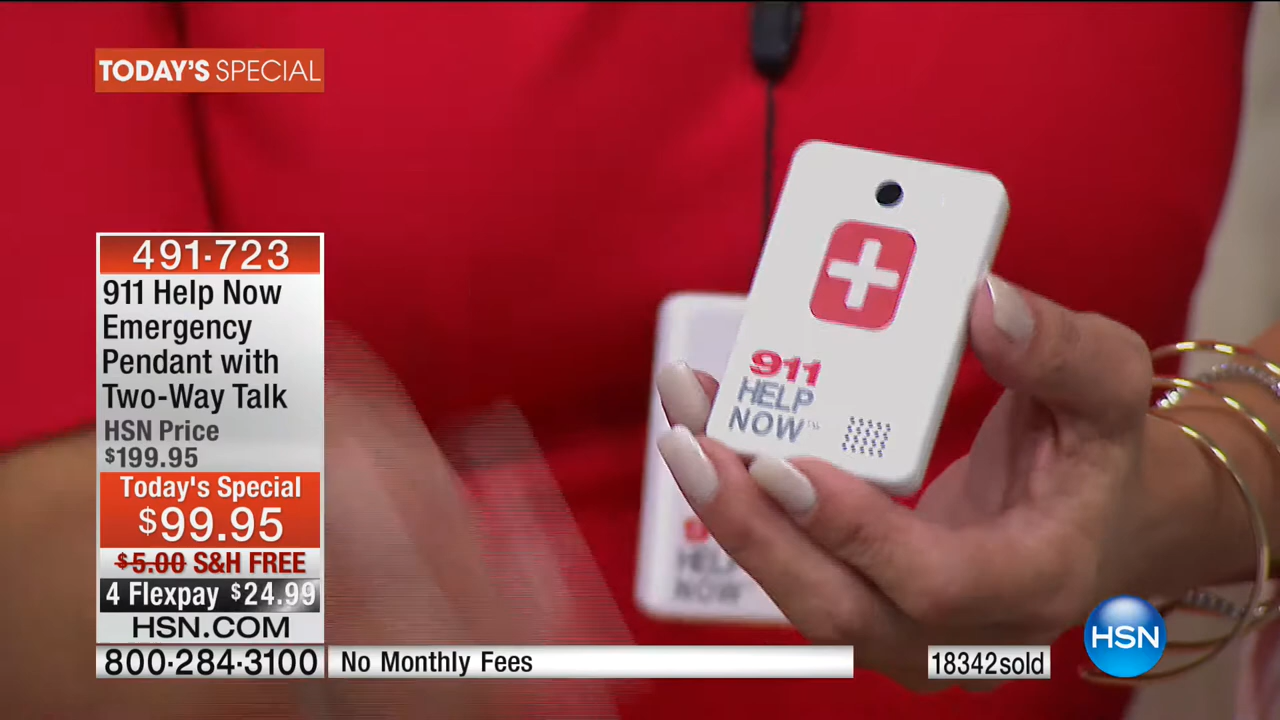 TODAY'S SPECIAL
491·723
911 Help Now
Emergency
Pendant with
Two-Way Talk
HSN Price
$199.95
Today's Special
$99.95
$5.00 S&H FREE
4 Flexpay $24.99
HSN.COM
800·284·3100
No Monthly Fees
18342sold
HSN
911
HELP
NOW™
HELP
NOW